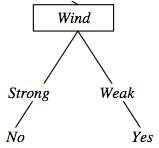 Wind
Strong Weak
No Yes